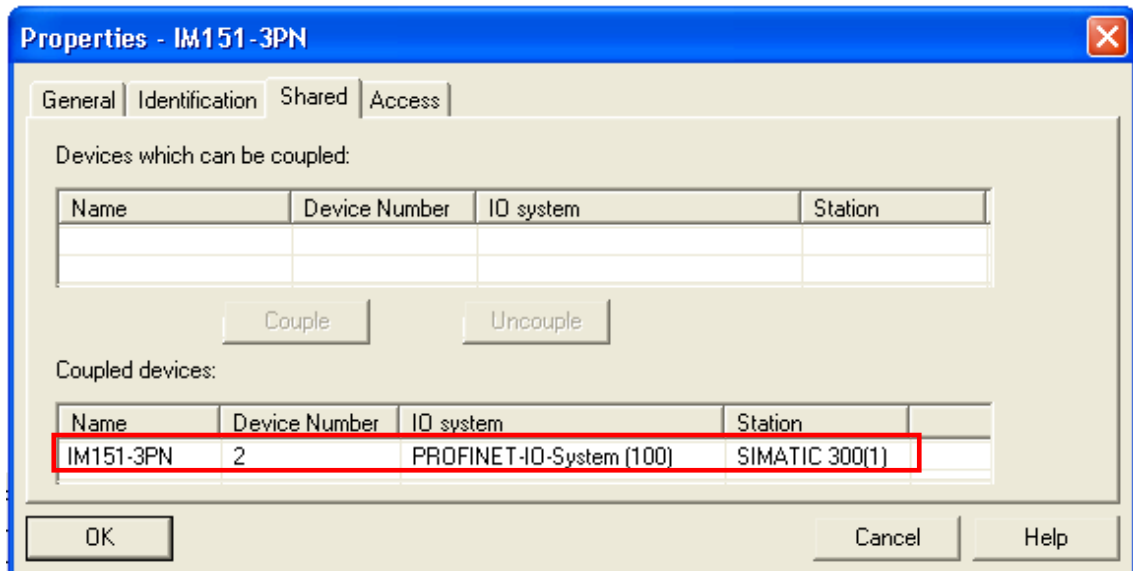 Properties - IM151-3PN
General Identification Shared Access
Devices which can be coupled:
Name Device Number IO system Station
Couple Uncouple
Coupled devices:
Name Device Number IO system Station
IM151-3PN 2 PROFINET-IO-System (100) SIMATIC 300(1)
OK Cancel Help